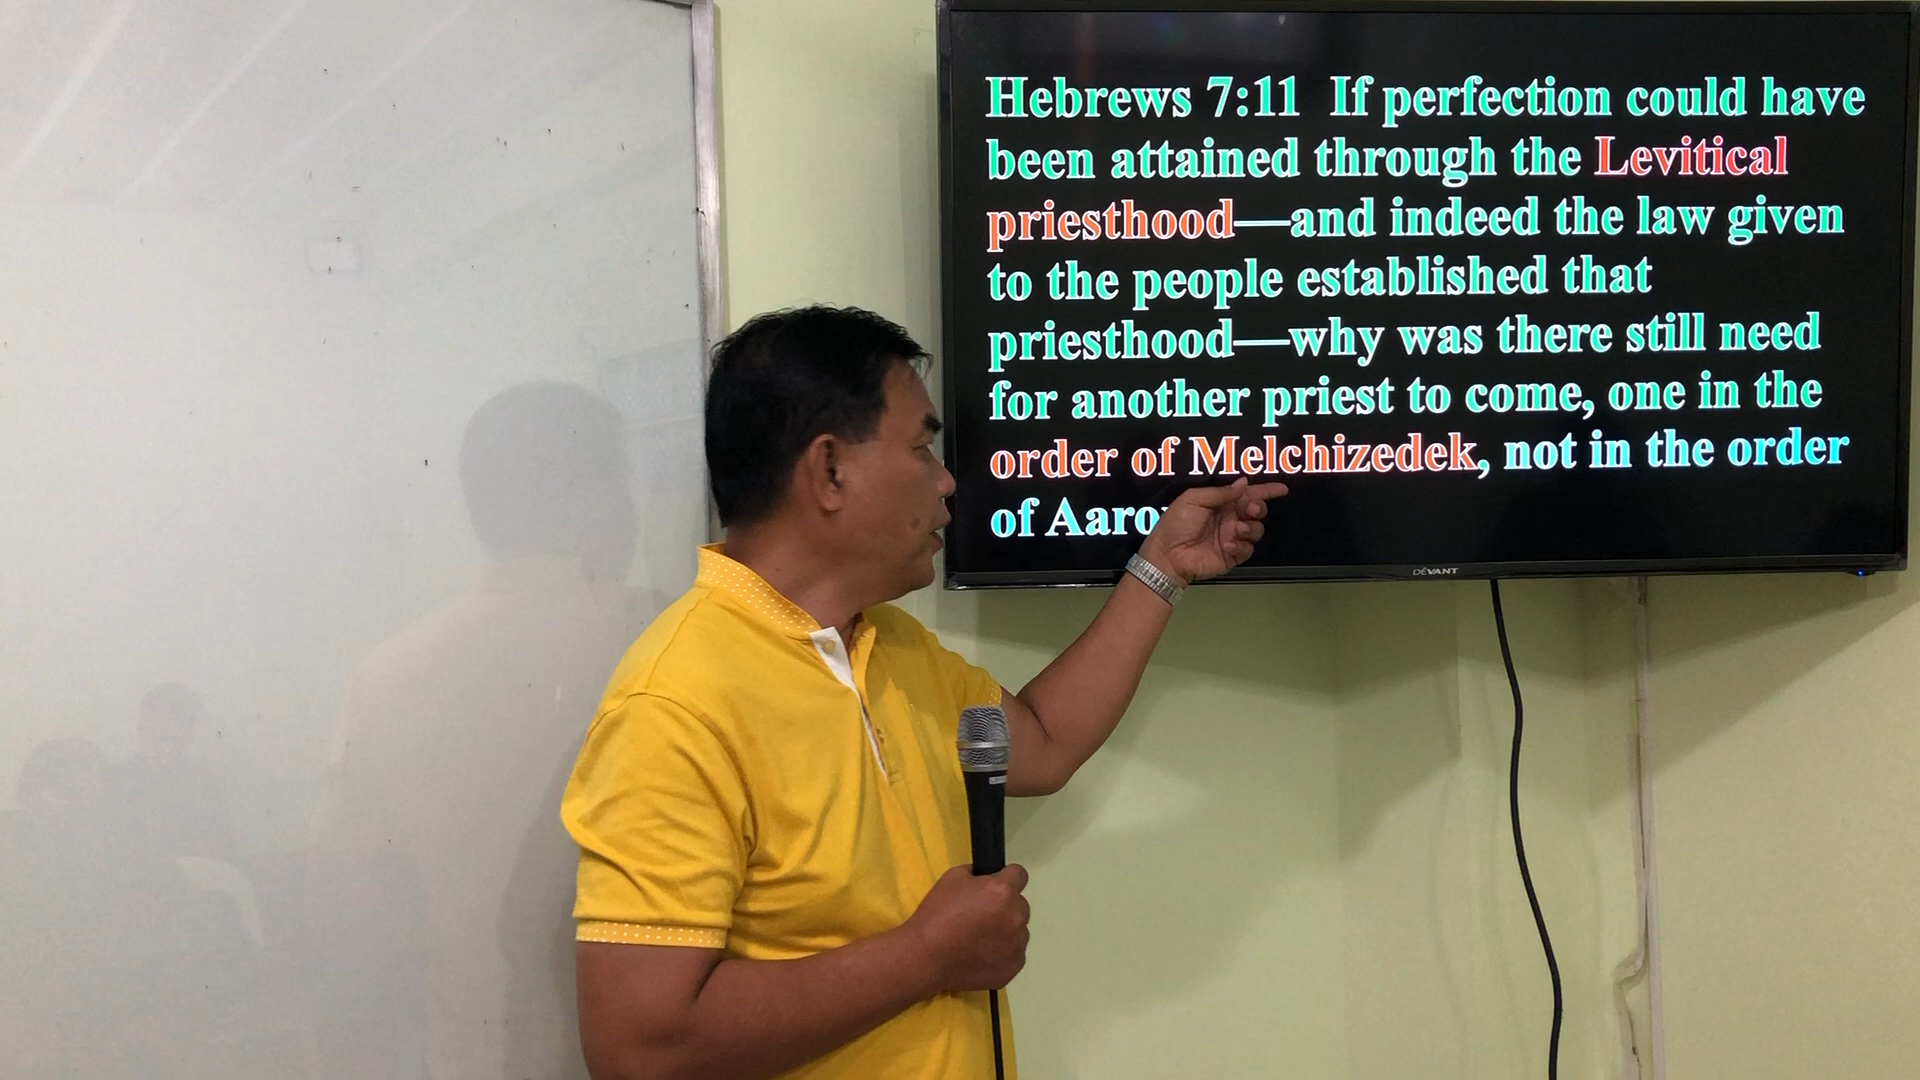 Hebrews 7:11 If perfection could have
been attained through the Levitical
priesthood—and indeed the law given
to the people established that
priesthood—why was there still need
for another priest to come, one in the
order of Melchizedek, not in the order
of
DEVANT